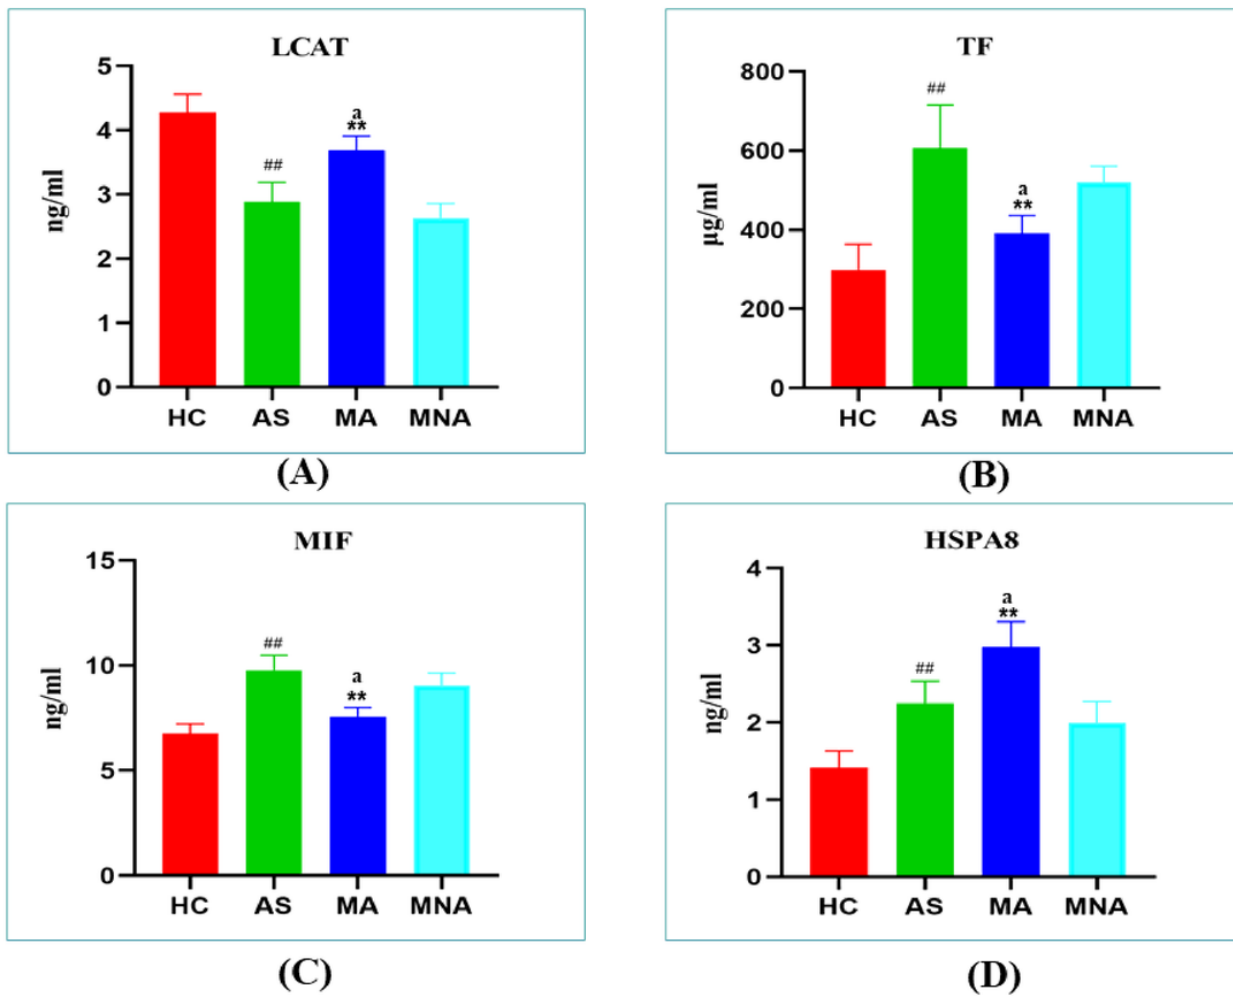 LCAT
ng/ml
5
4
3
2
1
0
##
a
**
HC AS MA MNA
(A)
TF
µg/ml
800
600
400
200
0
##
a
**
HC AS MA MNA
(B)
MIF
ng/ml
15
10
5
0
##
a
**
HC AS MA MNA
(C)
HSPA8
ng/ml
4
3
2
1
0
##
a
**
HC AS MA MNA
(D)